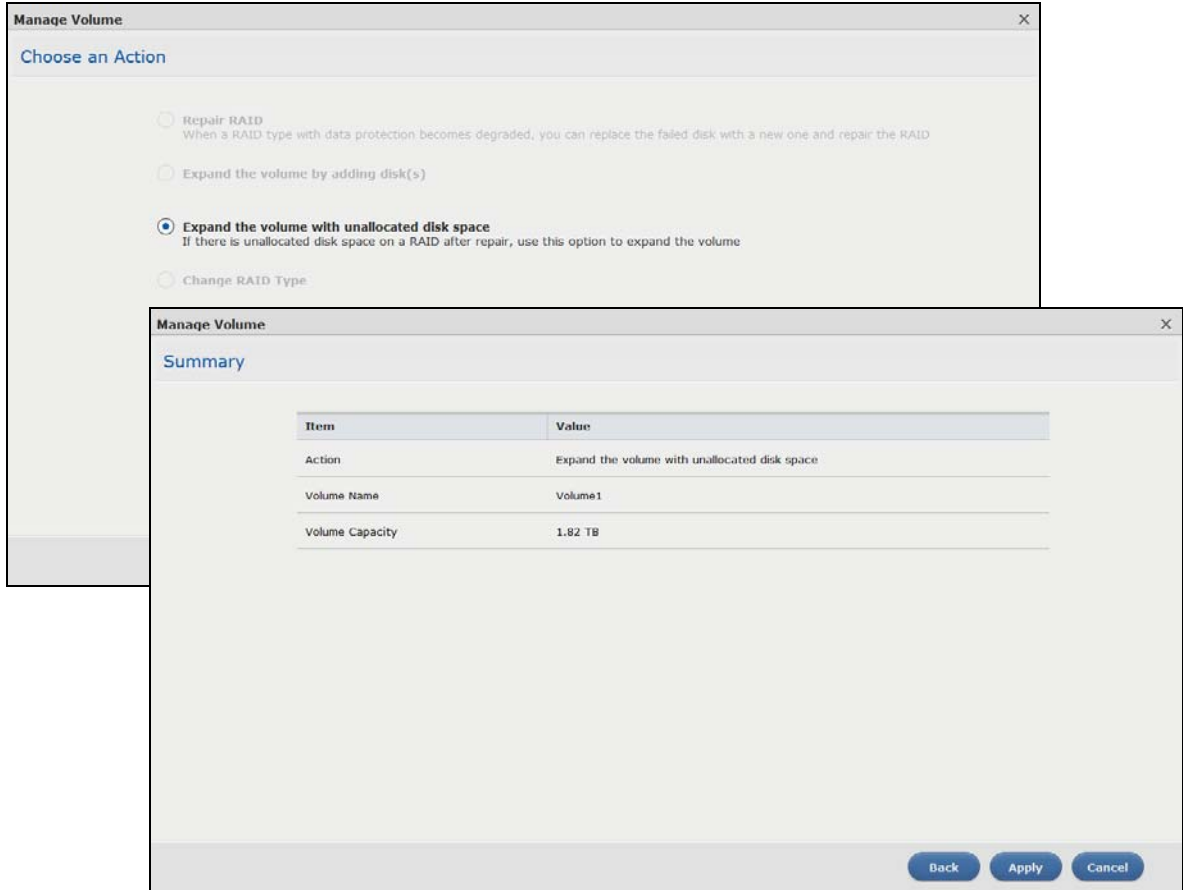 Manage Volume
Choose an Action
Repair RAID
When a RAID type with data protection becomes degraded, you can replace the failed disk with a new one and repair the RAID
Expand the volume by adding disk(s)
Expand the volume with unallocated disk space
If there is unallocated disk space on a RAID after repair, use this option to expand the volume
Change RAID Type
Manage Volume
Summary
Item Value
Action Expand the volume with unallocated disk space
Volume Name Volume1
Volume Capacity 1.82 TB
Back Apply Cancel